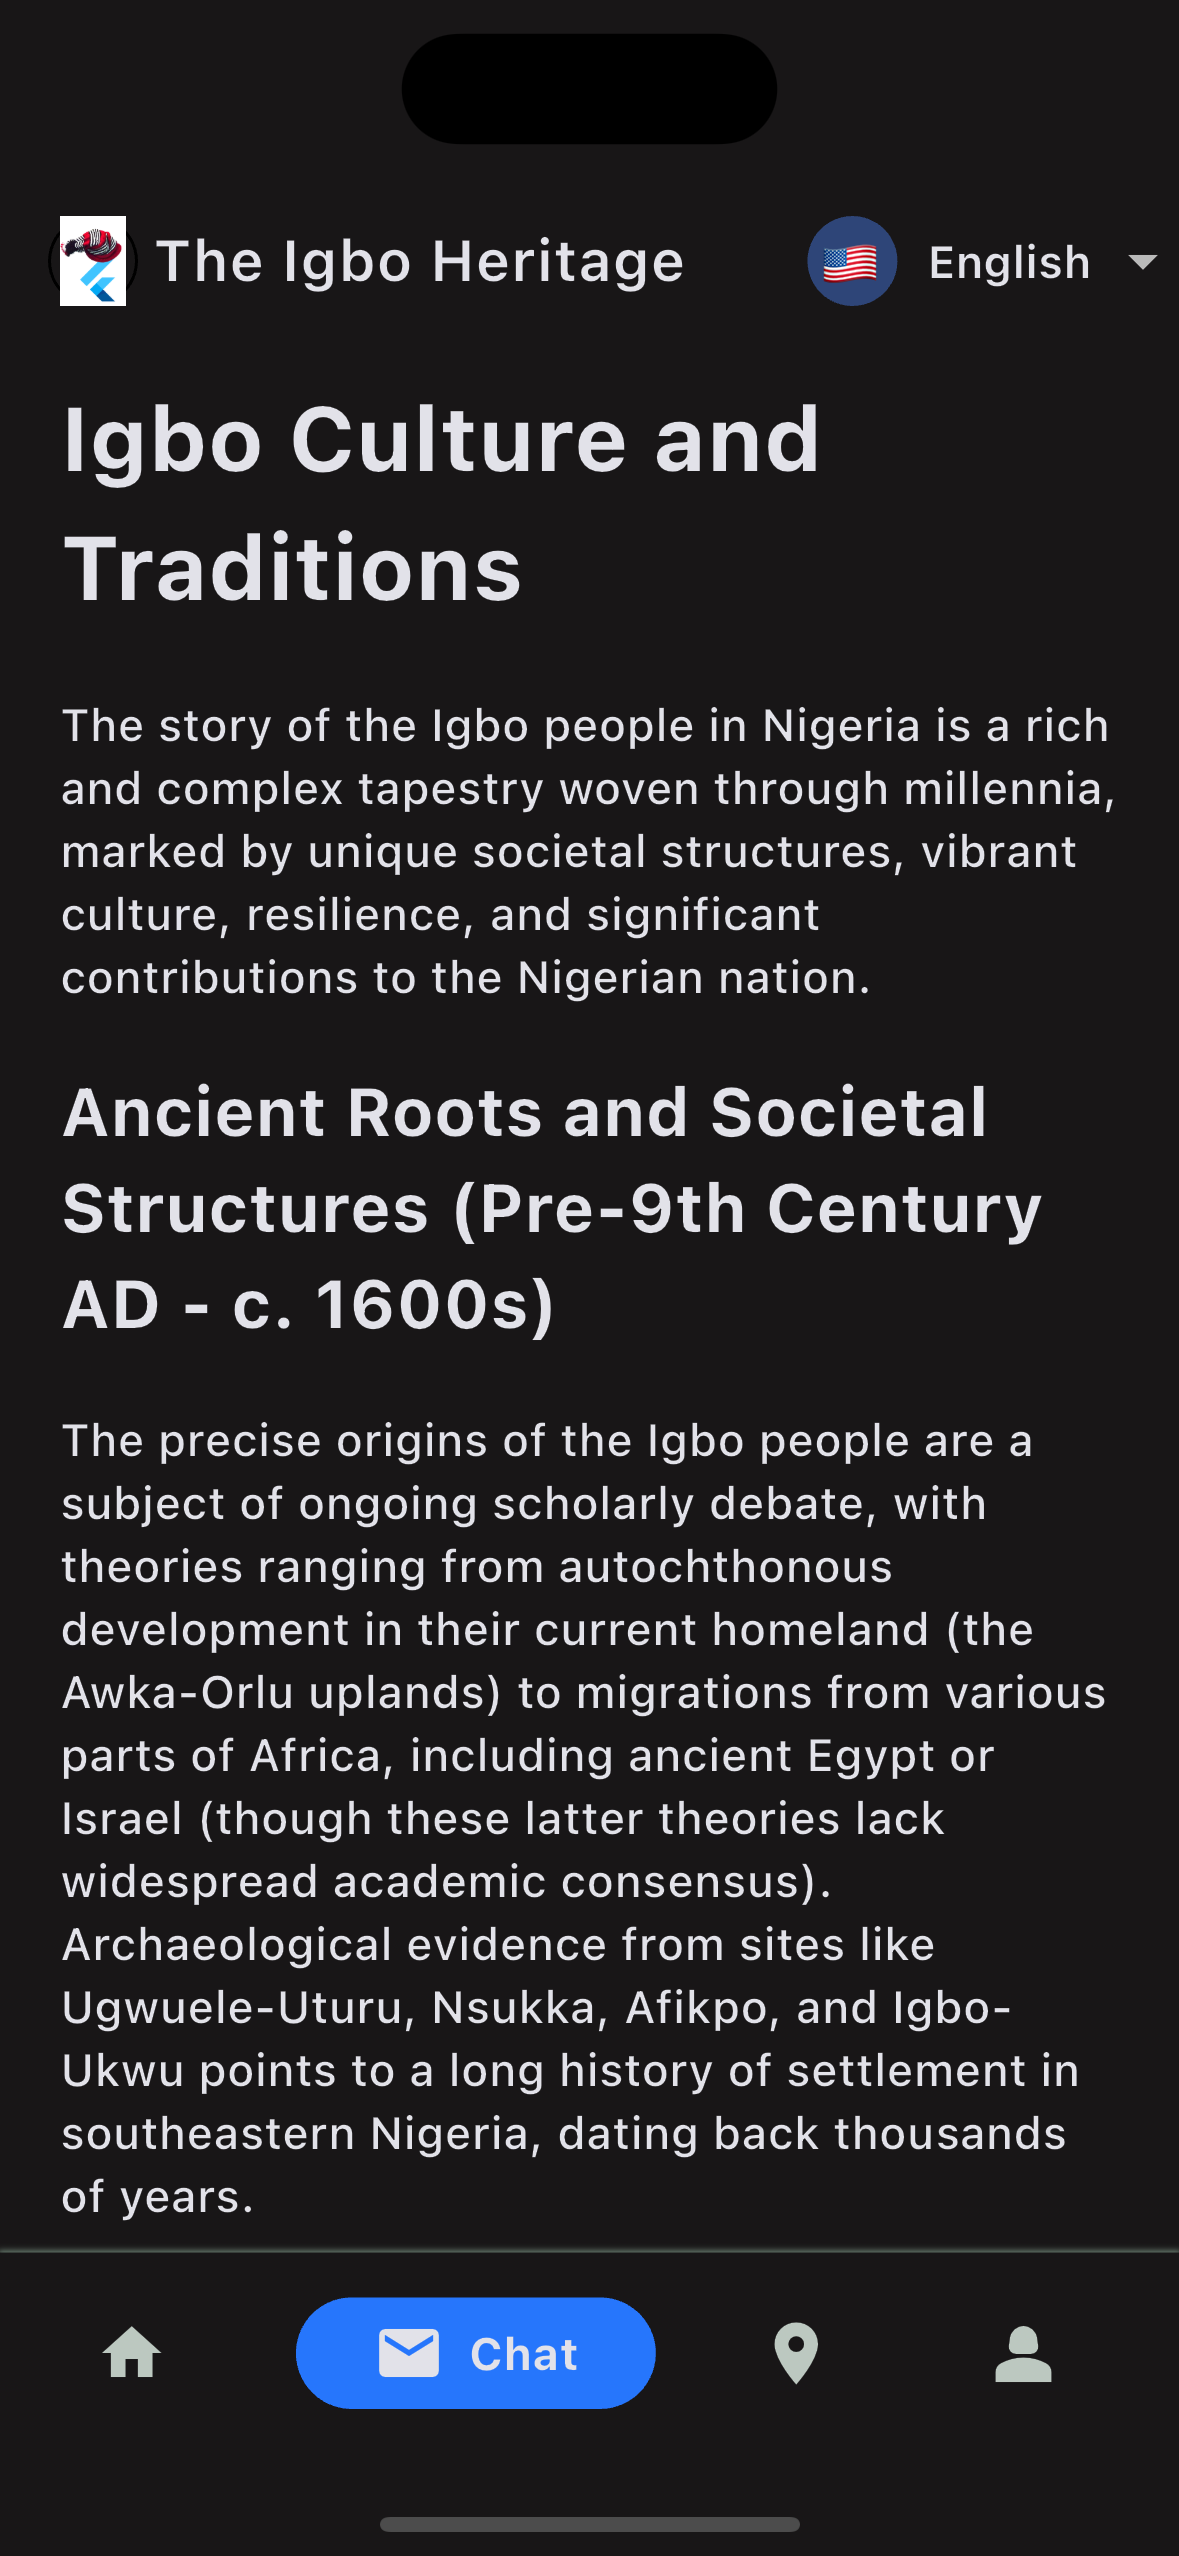 The Igbo Heritage
English
Igbo Culture and
Traditions
The story of the Igbo people in Nigeria is a rich
and complex tapestry woven through millennia,
marked by unique societal structures, vibrant
culture, resilience, and significant
contributions to the Nigerian nation.
Ancient Roots and Societal
Structures (Pre-9th Century
AD - c. 1600s)
The precise origins of the Igbo people are a
subject of ongoing scholarly debate, with
theories ranging from autochthonous
development in their current homeland (the
Awka-Orlu uplands) to migrations from various
parts of Africa, including ancient Egypt or
Israel (though these latter theories lack
widespread academic consensus).
Archaeological evidence from sites like
Ugwuele-Uturu, Nsukka, Afikpo, and Igbo-
Ukwu points to a long history of settlement in
southeastern Nigeria, dating back thousands
of years.
Chat